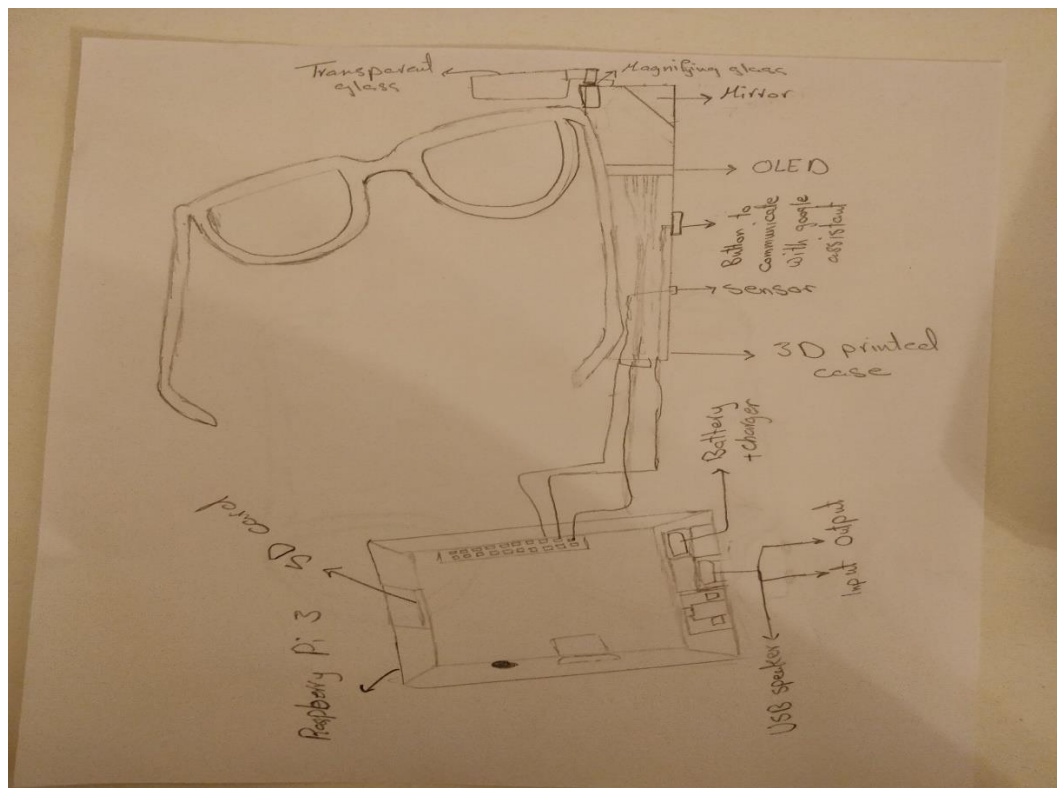 Transparent
glass
Magnifying glass
Mirror
OLED
Button to
communicate
with google
assistant
Sensor
3D printed
case
Battery
+charger
SD card
Raspberry Pi 3
Output
Input
USB speaker